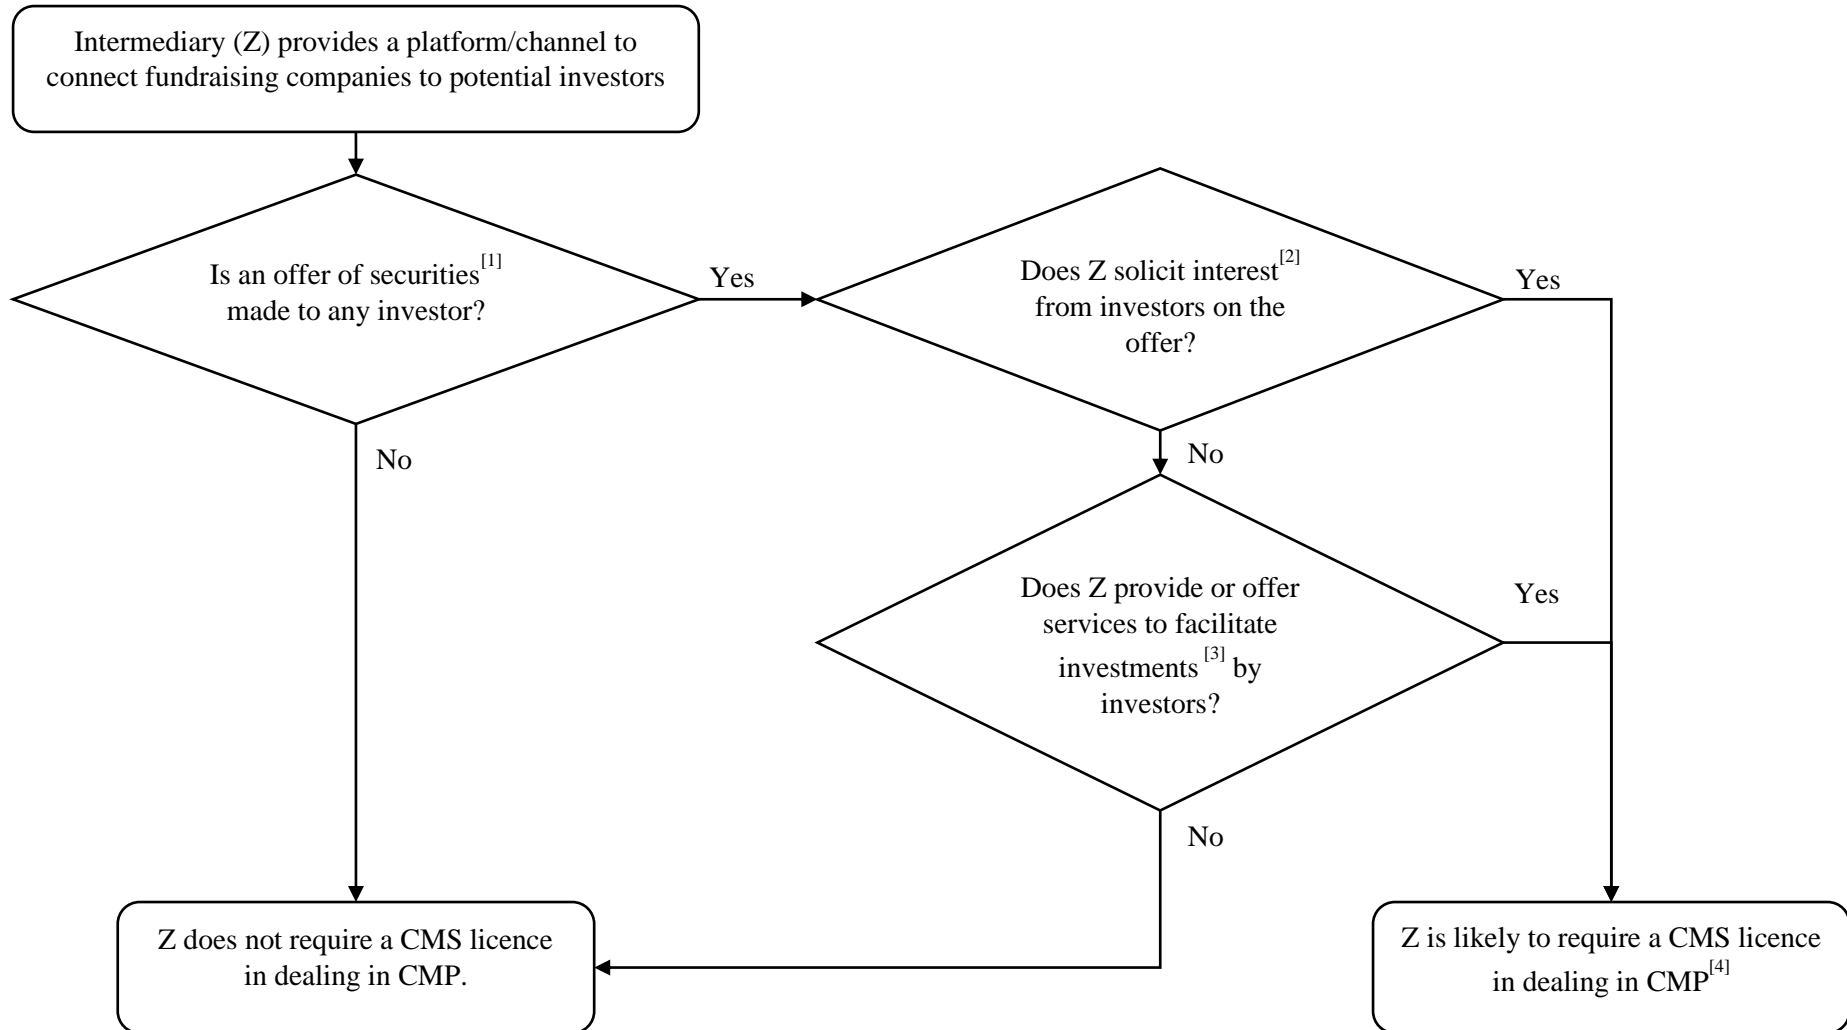 Intermediary (Z) provides a platform/channel to
connect fundraising companies to potential investors
Is an offer of securities[1]
made to any investor?
Yes
Does Z solicit interest[2]
from investors on the
offer?
Yes
No
No
Does Z provide or offer
services to facilitate
investments [3] by
investors?
Yes
No
Z does not require a CMS licence
in dealing in CMP.
Z is likely to require a CMS licence
in dealing in CMP[4]